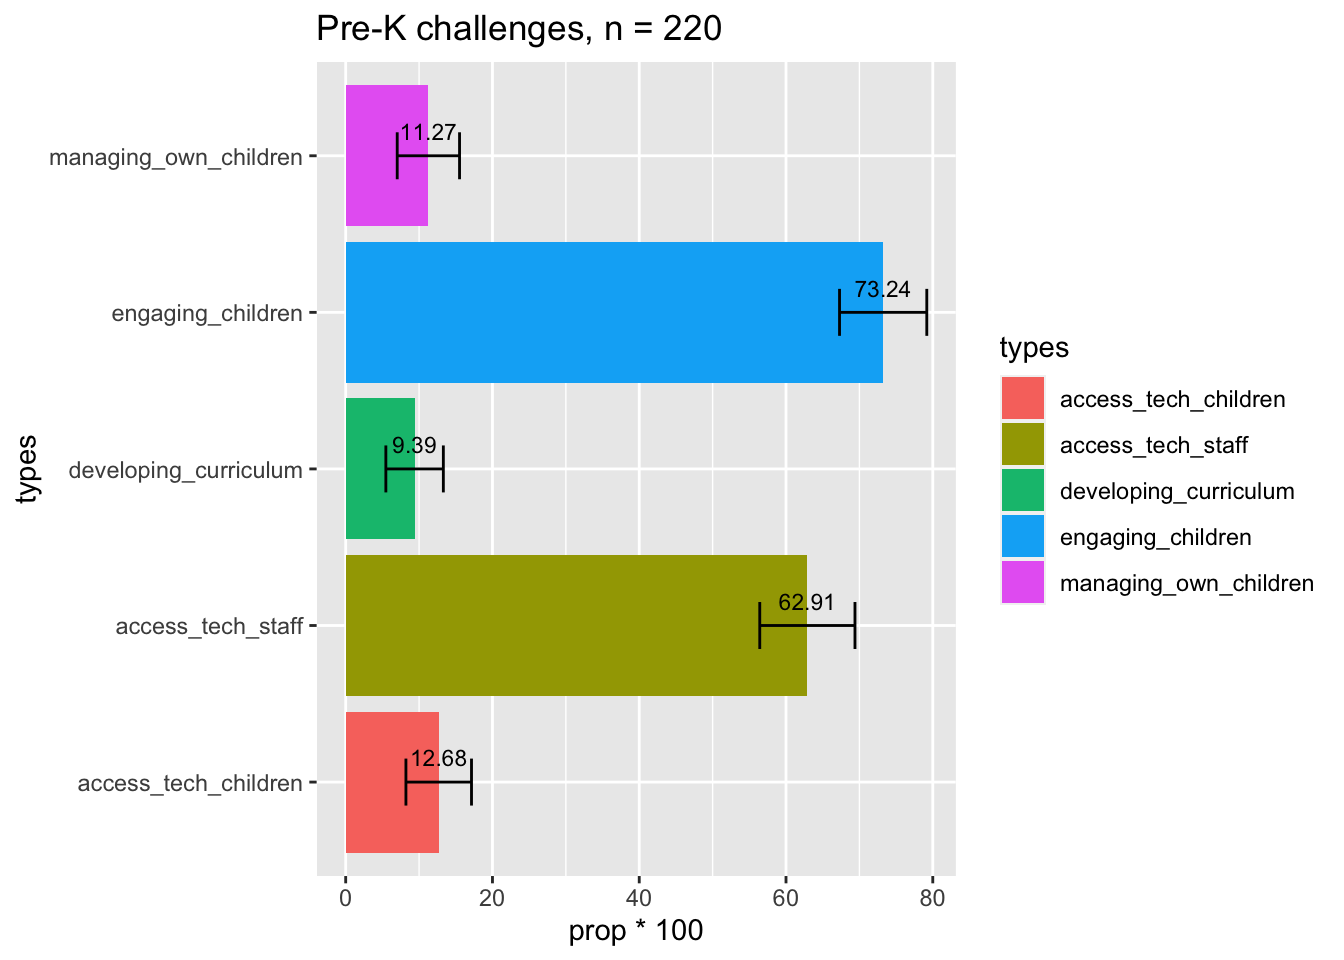 Pre-K challenges, n = 220
types
managing_own_children
engaging_children
developing_curriculum
access_tech_staff
access_tech_children
11.27
73.24
9.39
62.91
12.68
0 20 40 60 80
prop * 100
types
access_tech_children
access_tech_staff
developing_curriculum
engaging_children
managing_own_children